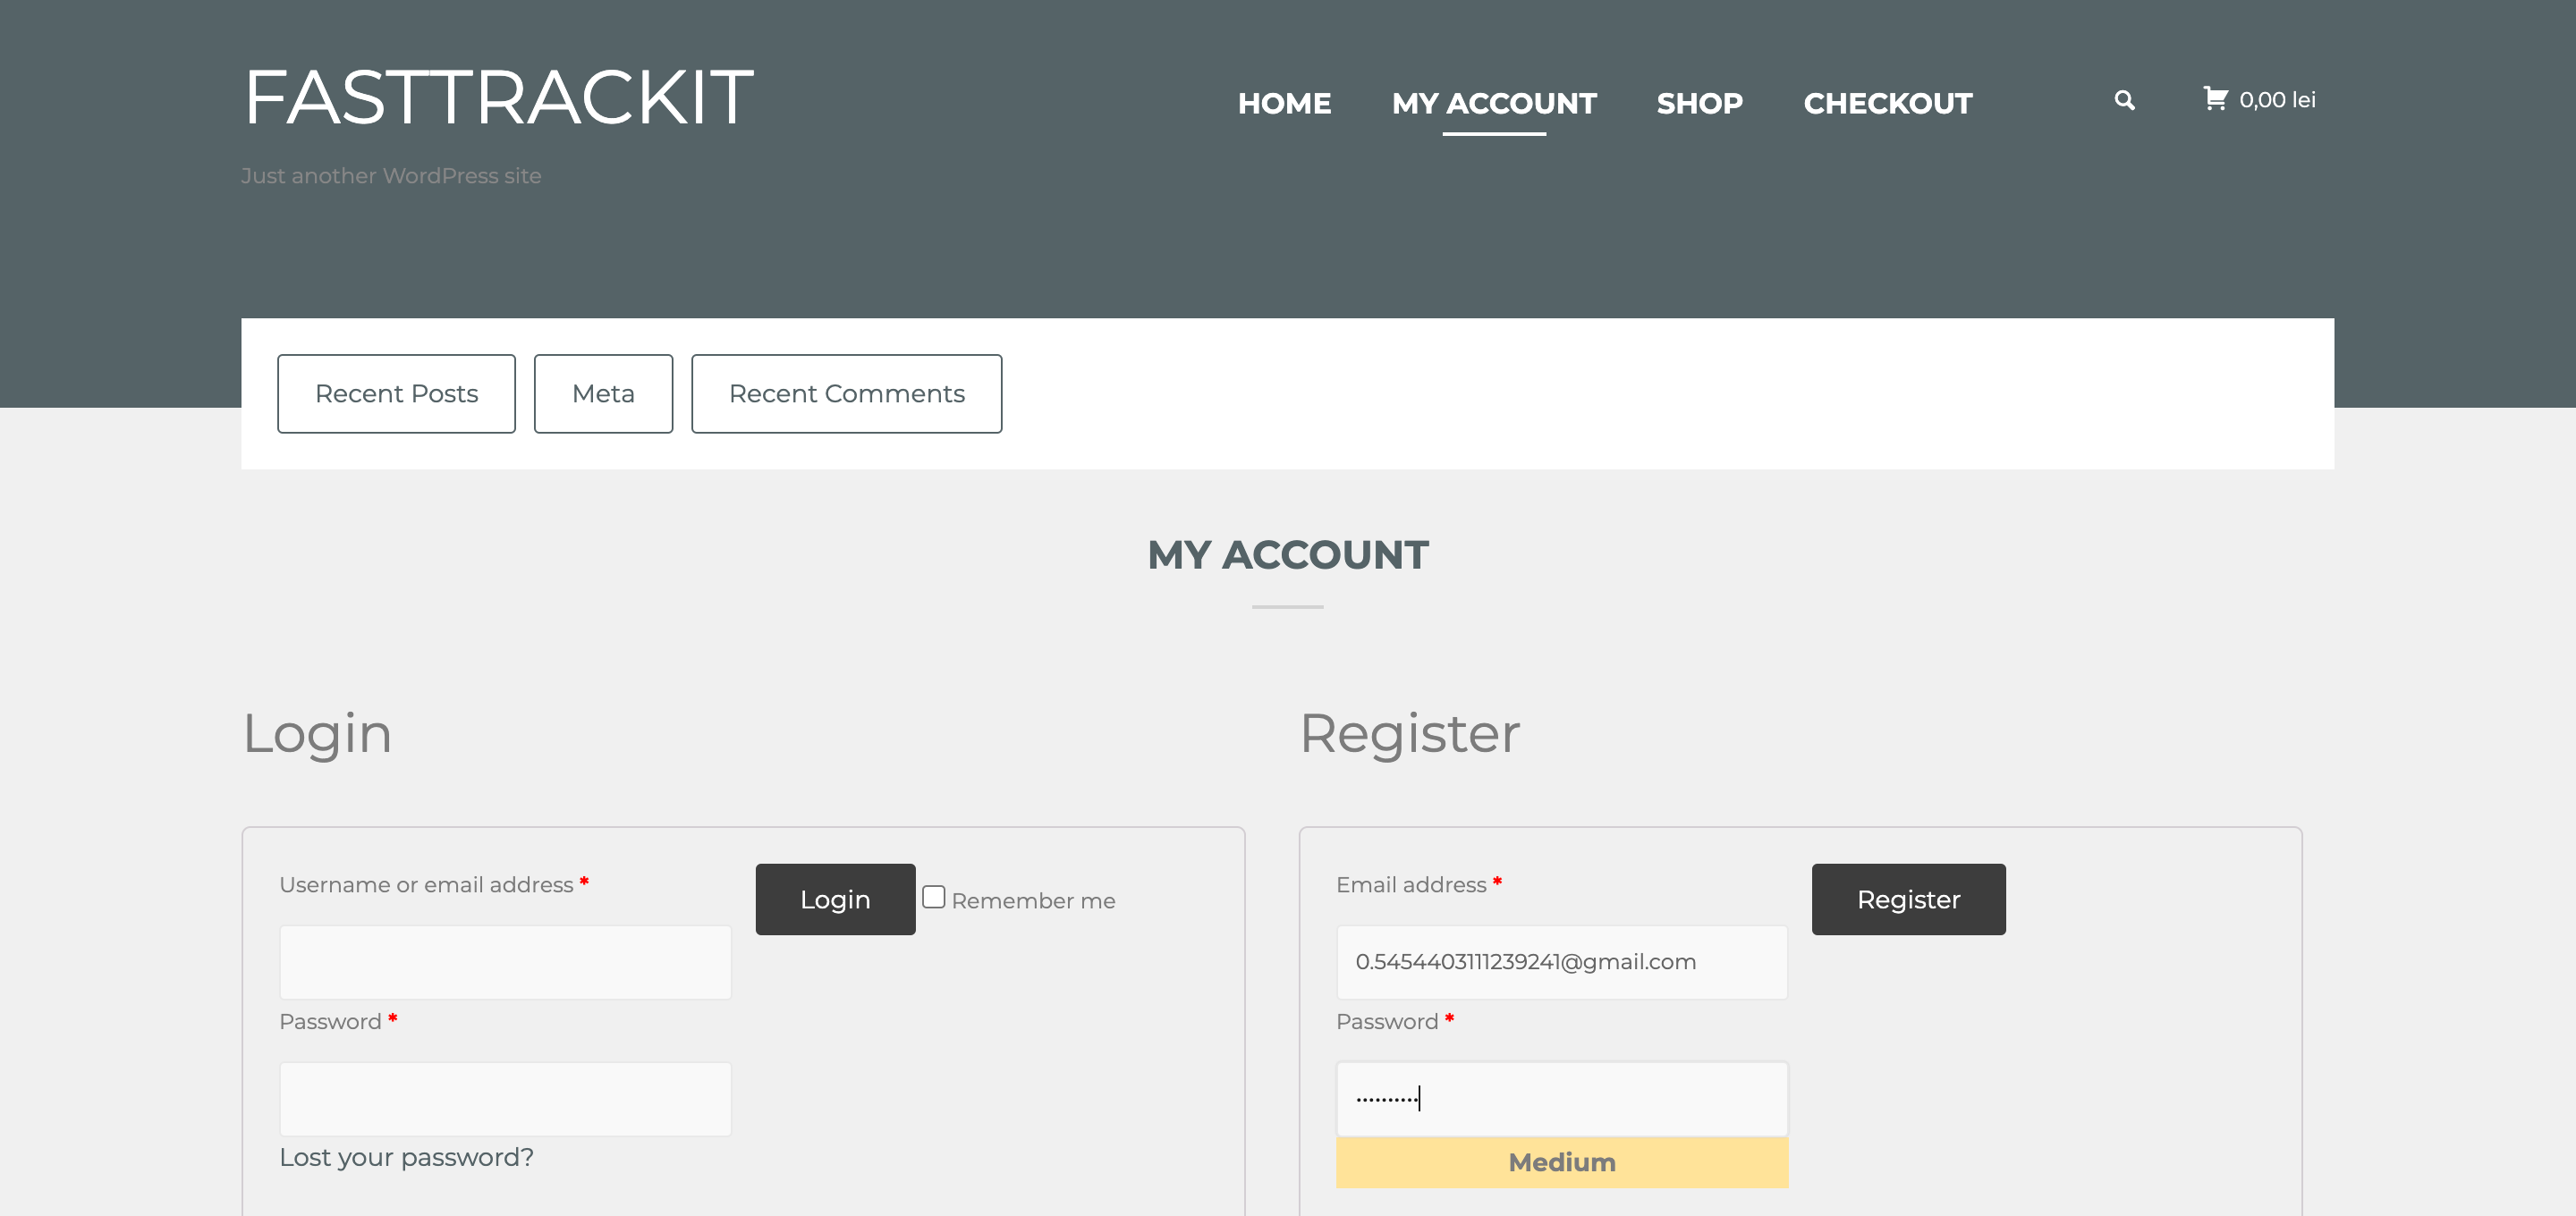 FASTTRACKIT
HOME MY ACCOUNT SHOP CHECKOUT 0,00 lei
Just another WordPress site
Recent Posts Meta Recent Comments
MY ACCOUNT
Login
Username or email address *
Login Remember me
Password *
Lost your password?
Register
Email address *
Register
0.5454403111239241@gmail.com
Password *
··········
Medium